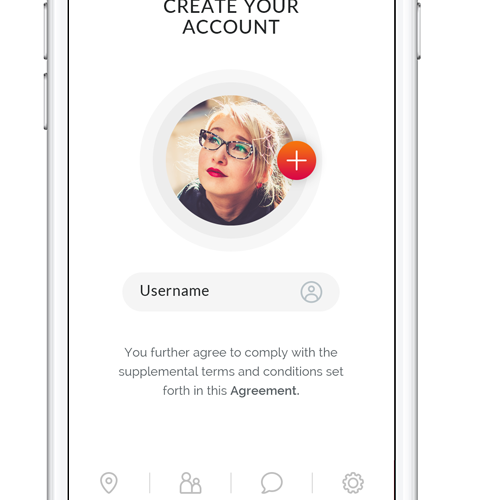 CREATE YOUR
ACCOUNT
Username
You further agree to comply with the
supplemental terms and conditions set
forth in this Agreement.